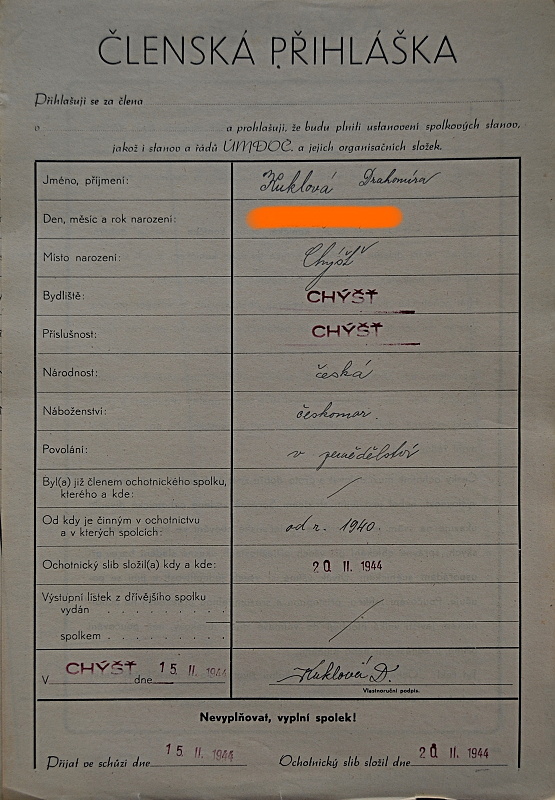 ČLENSKÁ PŘIHLÁŠKA
Přihlašuji se za člena
v a prohlašuji, že budu plniti ustanovení spolkových stanov,
jakož i stanov a řádů ÚMDOČ. a jejich organisačních složek.
Jméno, příjmení: Kuklová Drahomíra
Den, měsíc a rok narození:
Místo narození: Chýšť
Bydliště: CHÝŠŤ
Příslušnost: CHÝŠŤ
Národnost: česká
Náboženství: českomor.
Povolání: v zemědělství
Byl(a) již členem ochotnického spolku,
kterého a kde: /
Od kdy je činným v ochotnictvu
a v kterých spolcích: od r. 1940.
Ochotnický slib složil(a) kdy a kde: 20 II. 1944
Výstupní lístek z dřívějšího spolku
vydán . . . . . . . . .
spolkem . . . . . . . . . /
V CHÝŠŤ dne 15. II. 1944 Kuklová D.
Vlastnoruční podpis.
Nevyplňovat, vyplní spolek!
Přijat ve schůzi dne 15. II. 1944 Ochotnický slib složil dne 20 II. 1944